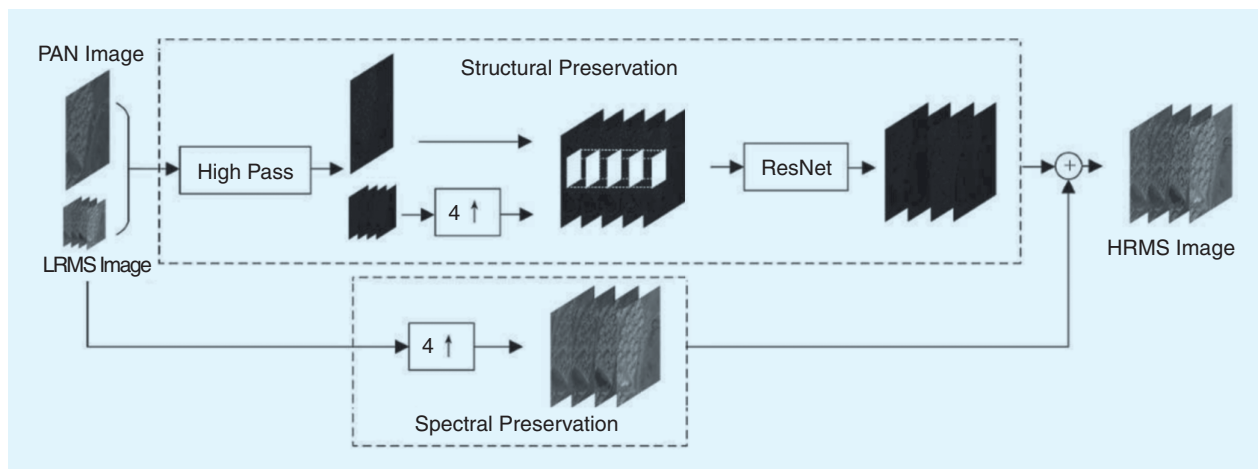 PAN Image
Structural Preservation
High Pass
ResNet
+
4 ↑
LRMS Image
HRMS Image
4 ↑
Spectral Preservation